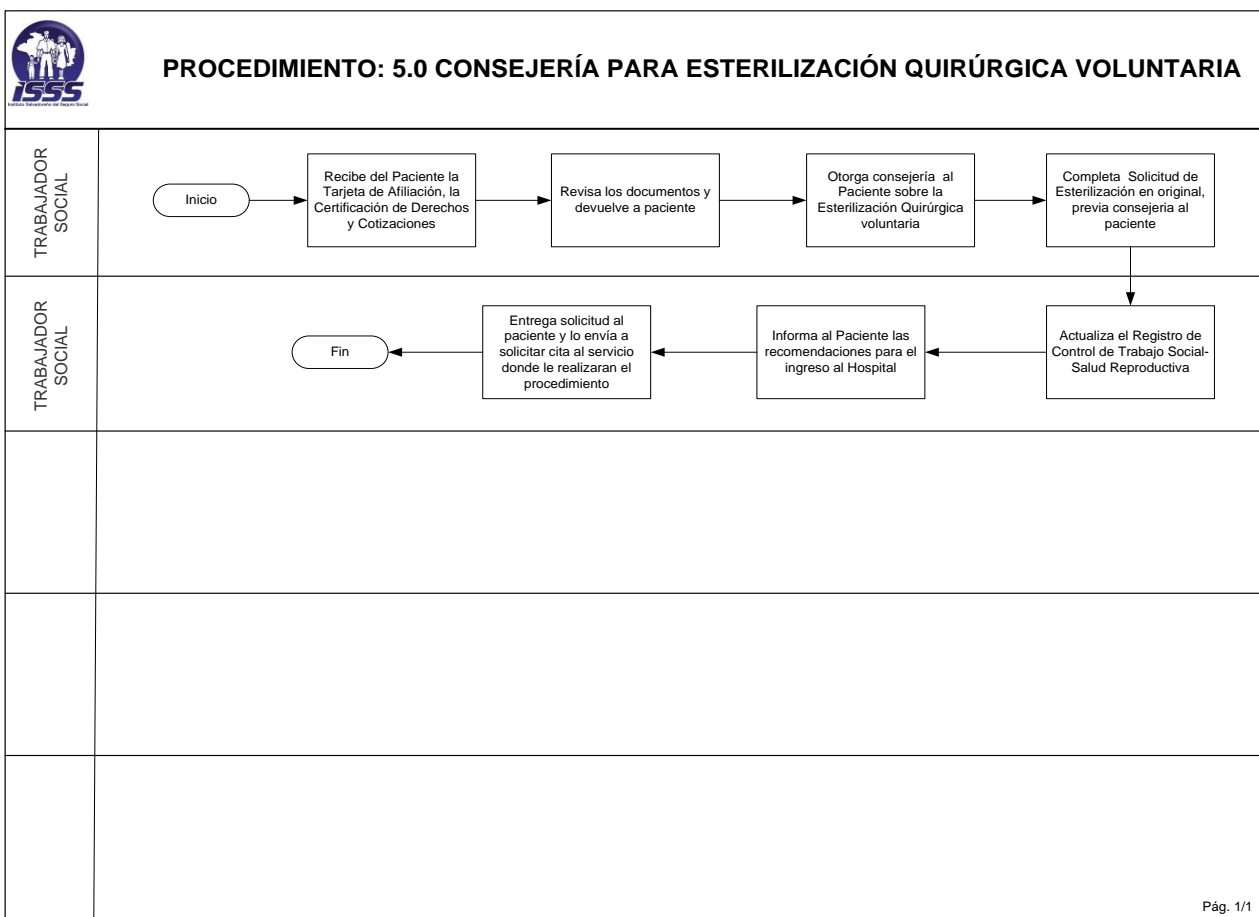 ISSS
Instituto Salvadoreño del Seguro Social
PROCEDIMIENTO: 5.0 CONSEJERÍA PARA ESTERILIZACIÓN QUIRÚRGICA VOLUNTARIA
TRABAJADOR
SOCIAL
Inicio
Recibe del Paciente la
Tarjeta de Afiliación, la
Certificación de Derechos
y Cotizaciones
Revisa los documentos y
devuelve a paciente
Otorga consejería al
Paciente sobre la
Esterilización Quirúrgica
voluntaria
Completa Solicitud de
Esterilización en original,
previa consejeria al
paciente
TRABAJADOR
SOCIAL
Fin
Entrega solicitud al
paciente y lo envía a
solicitar cita al servicio
donde le realizaran el
procedimiento
Informa al Paciente las
recomendaciones para el
ingreso al Hospital
Actualiza el Registro de
Control de Trabajo Social-
Salud Reproductiva
Pág. 1/1